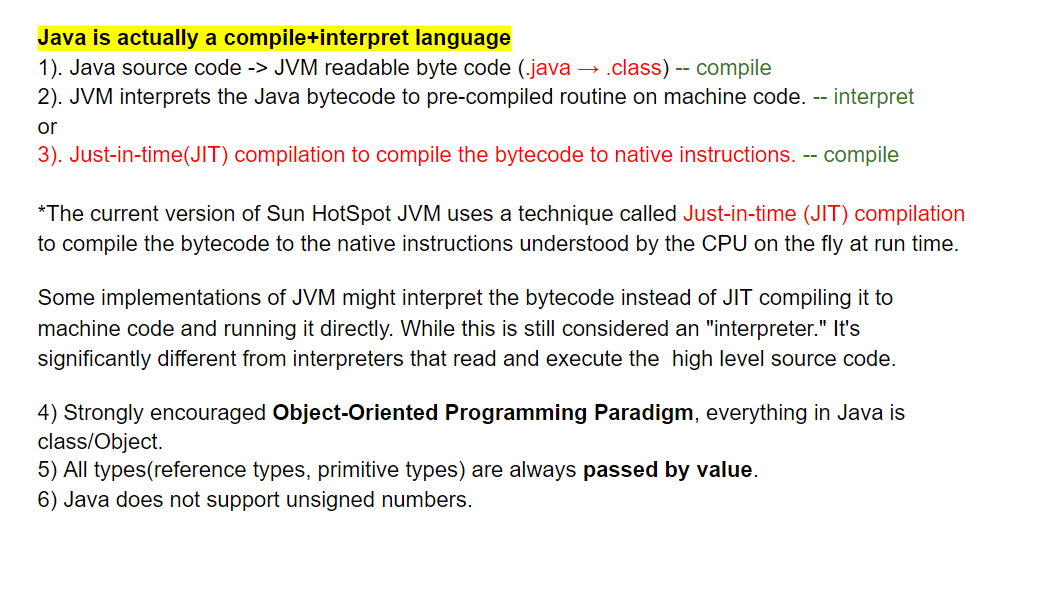 Java is actually a compile+interpret language
1). Java source code -> JVM readable byte code (.java → .class) -- compile
2). JVM interprets the Java bytecode to pre-compiled routine on machine code. -- interpret
or
3). Just-in-time(JIT) compilation to compile the bytecode to native instructions. -- compile
*The current version of Sun HotSpot JVM uses a technique called Just-in-time (JIT) compilation
to compile the bytecode to the native instructions understood by the CPU on the fly at run time.
Some implementations of JVM might interpret the bytecode instead of JIT compiling it to
machine code and running it directly. While this is still considered an "interpreter." It's
significantly different from interpreters that read and execute the  high level source code.
4) Strongly encouraged Object-Oriented Programming Paradigm, everything in Java is
class/Object.
5) All types(reference types, primitive types) are always passed by value.
6) Java does not support unsigned numbers.